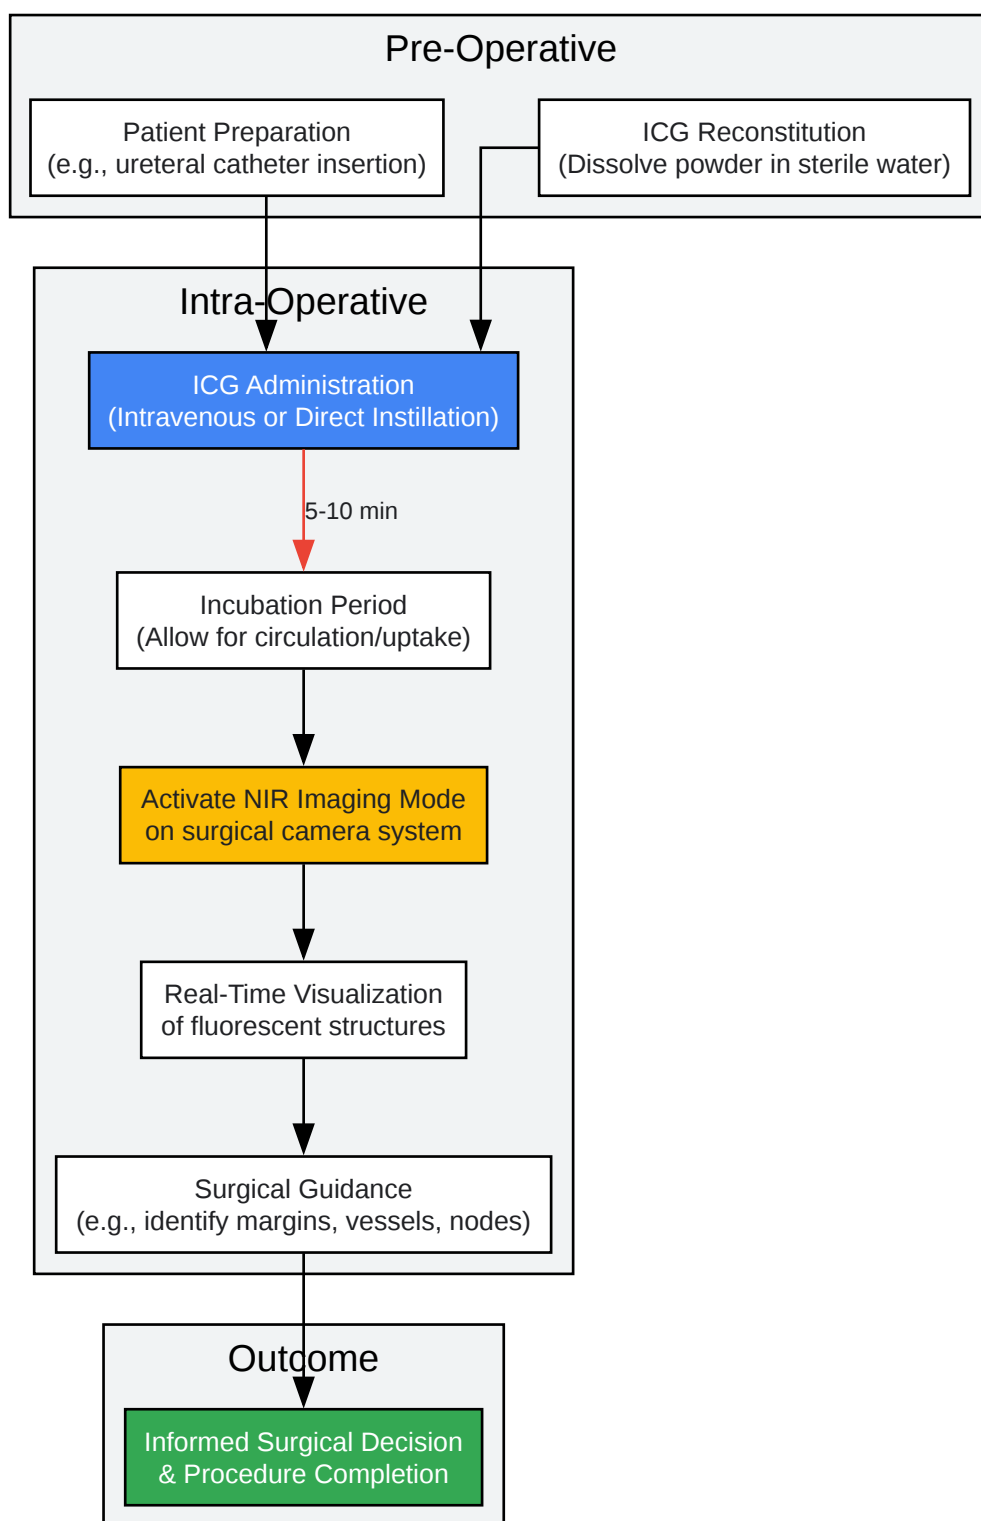 Pre-Operative
Patient Preparation
(e.g., ureteral catheter insertion)
ICG Reconstitution
(Dissolve powder in sterile water)
Intra-Operative
ICG Administration
(Intravenous or Direct Instillation)
5-10 min
Incubation Period
(Allow for circulation/uptake)
Activate NIR Imaging Mode
on surgical camera system
Real-Time Visualization
of fluorescent structures
Surgical Guidance
(e.g., identify margins, vessels, nodes)
Outcome
Informed Surgical Decision
& Procedure Completion